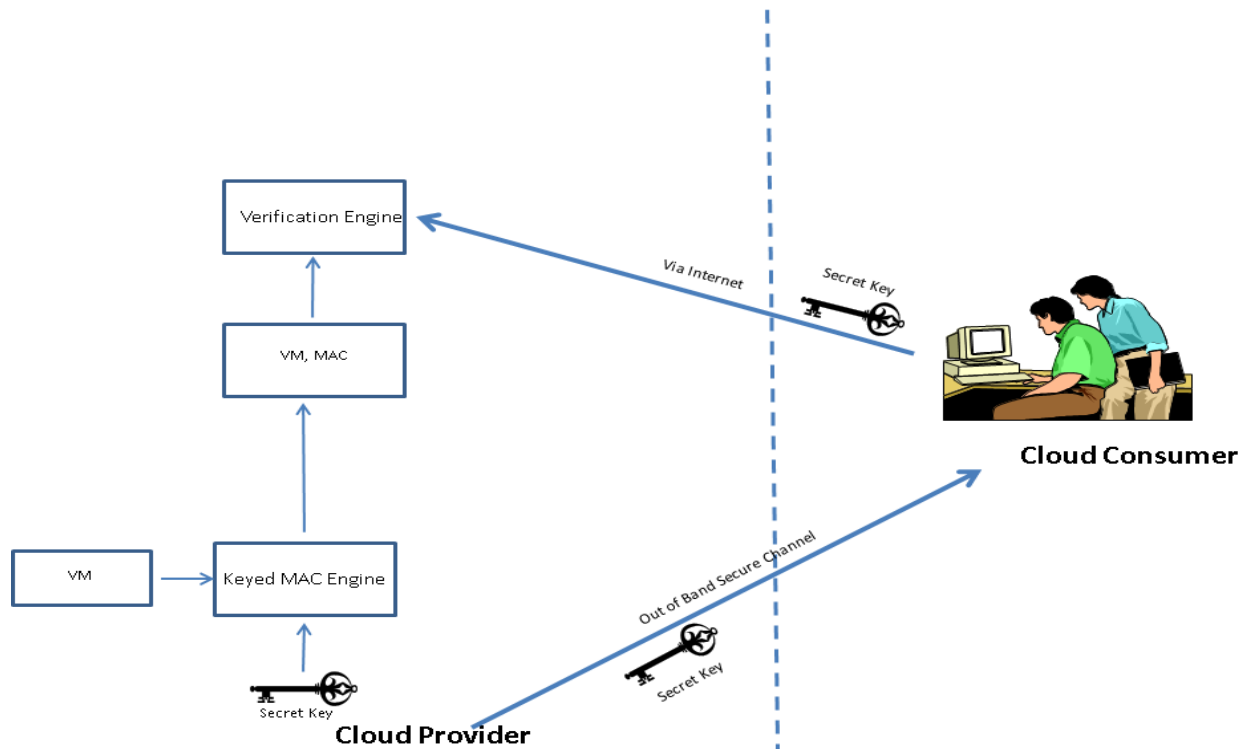 Verification Engine
Via Internet
Secret Key
VM, MAC
Cloud Consumer
Out of Band Secure Channel
VM
Keyed MAC Engine
Secret Key
Secret Key
Cloud Provider